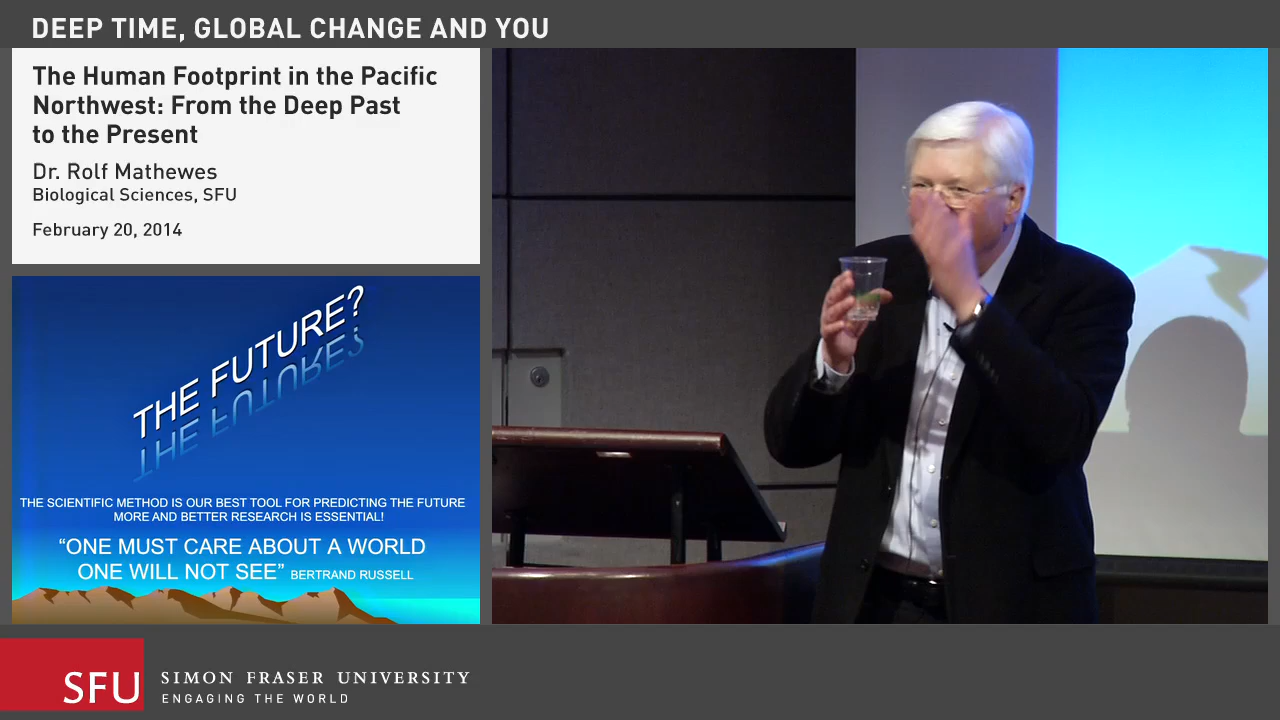 DEEP TIME, GLOBAL CHANGE AND YOU
The Human Footprint in the Pacific
Northwest: From the Deep Past
to the Present
Dr. Rolf Mathewes
Biological Sciences, SFU
February 20, 2014
THE FUTURE?
THE SCIENTIFIC METHOD IS OUR BEST TOOL FOR PREDICTING THE FUTURE
MORE AND BETTER RESEARCH IS ESSENTIAL!
“ONE MUST CARE ABOUT A WORLD
ONE WILL NOT SEE” BERTRAND RUSSELL
SFU
SIMON FRASER UNIVERSITY
ENGAGING THE WORLD